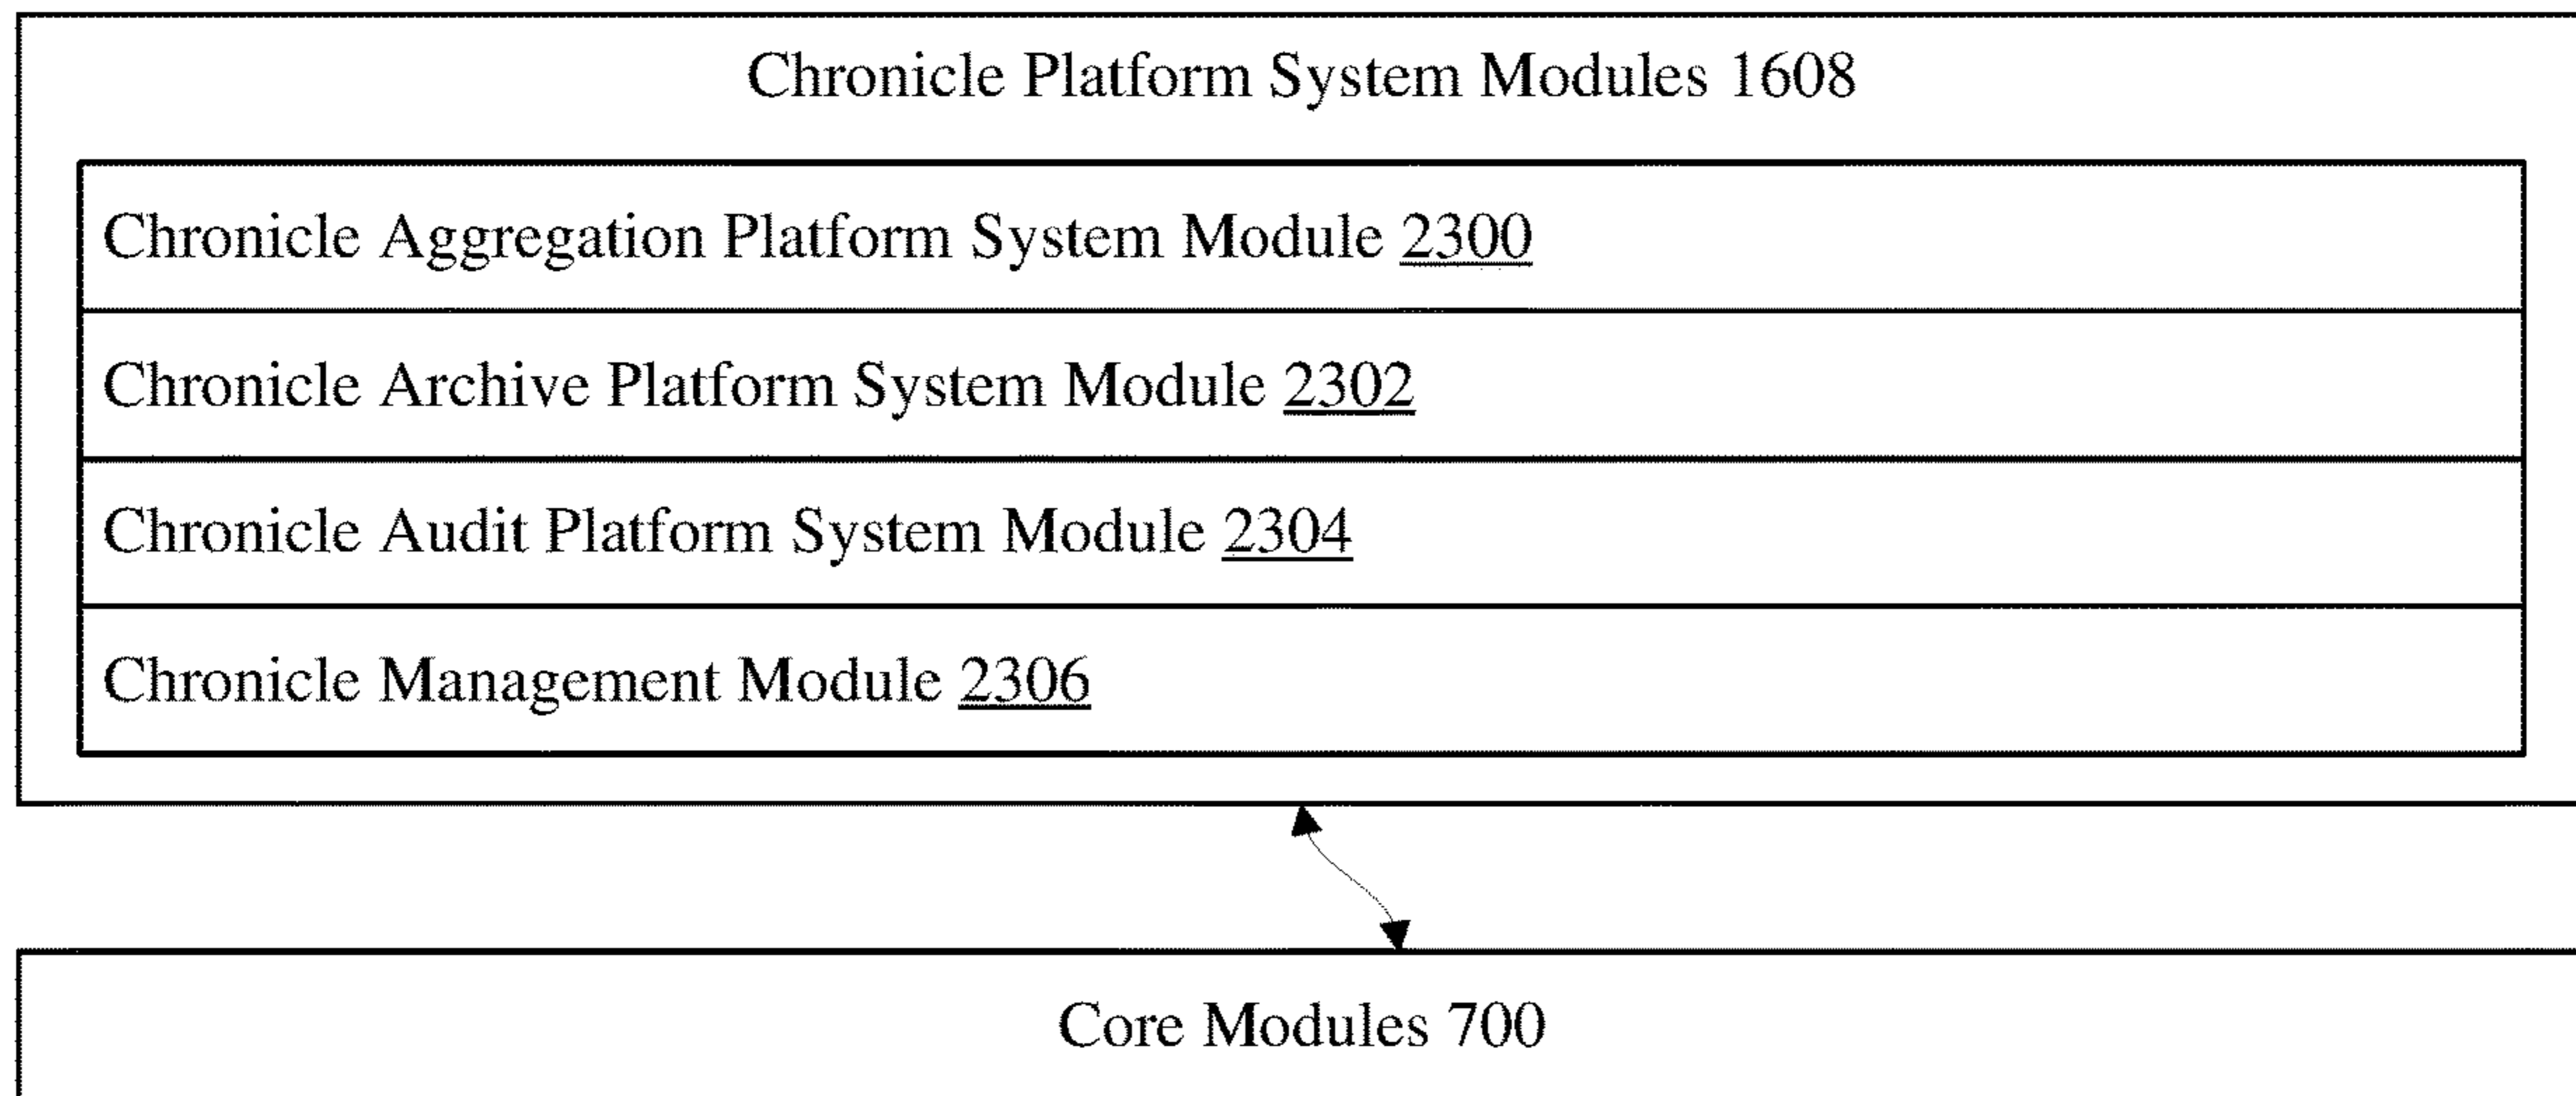 Chronicle Platform System Modules 1608
Chronicle Aggregation Platform System Module 2300
Chronicle Archive Platform System Module 2302
Chronicle Audit Platform System Module 2304
Chronicle Management Module 2306
Core Modules 700